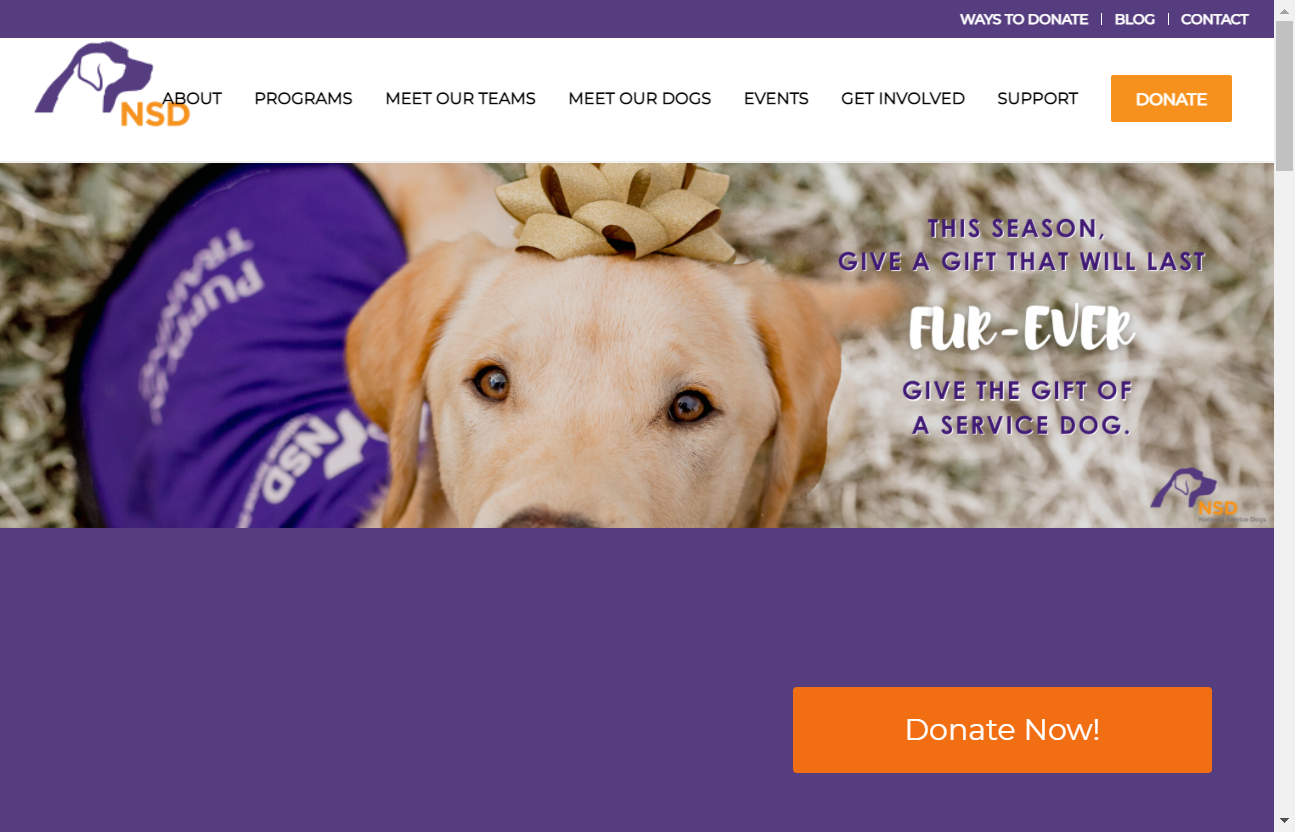 WAYS TO DONATE BLOG CONTACT
NSD
ABOUT PROGRAMS MEET OUR TEAMS MEET OUR DOGS EVENTS GET INVOLVED SUPPORT DONATE
THIS SEASON,
GIVE A GIFT THAT WILL LAST
FUR-EVER
GIVE THE GIFT OF
A SERVICE DOG.
PUPPY IN
TRAINING
NSD
NSD
National Service Dogs
Donate Now!